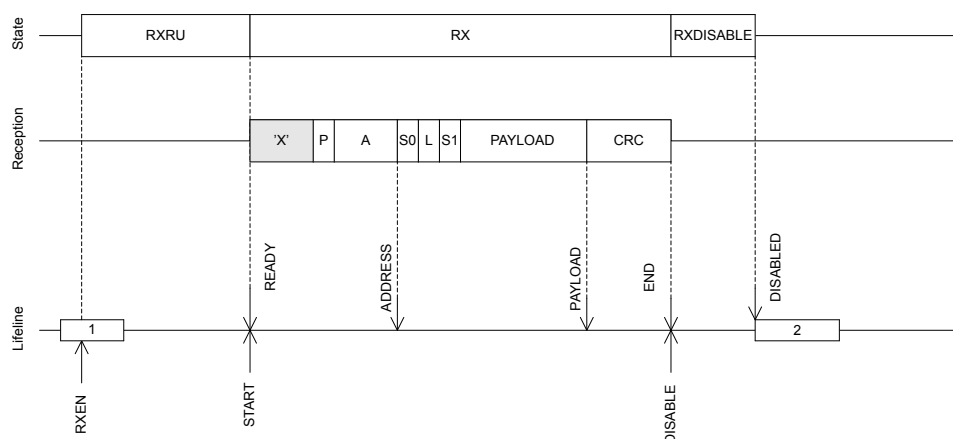 State
RXRU
RX
RXDISABLE
Reception
'X'
P
A
S0
L
S1
PAYLOAD
CRC
READY
ADDRESS
PAYLOAD
END
DISABLED
Lifeline
1
2
RXEN
START
DISABLE